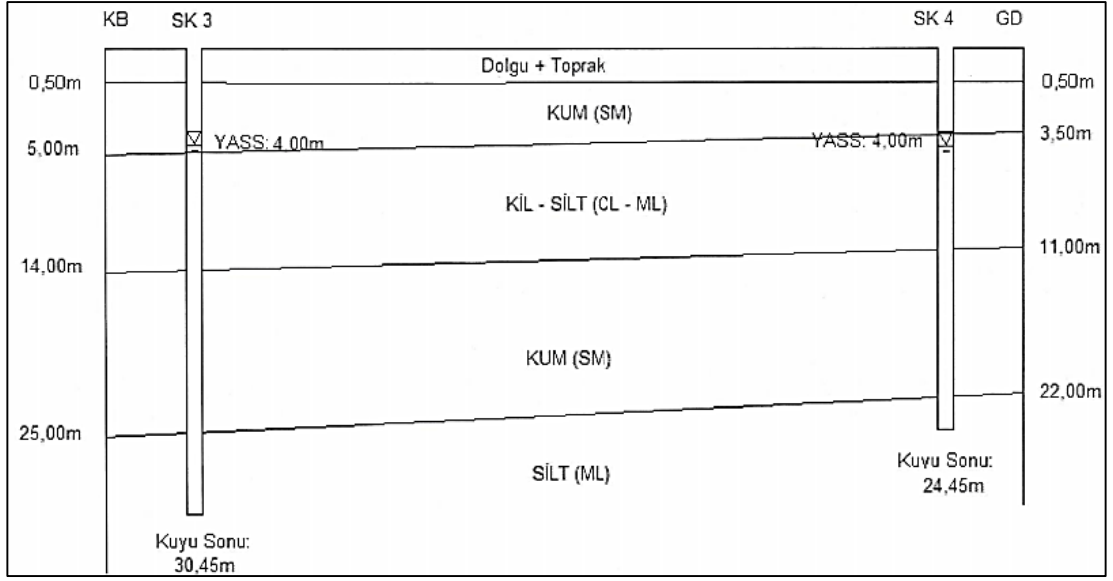 KB SK 3 SK 4 GD
Dolgu + Toprak
0,50m 0,50m
KUM (SM)
YASS: 4,00m YASS: 4,00m
5,00m 3,50m
KİL - SİLT (CL - ML)
14,00m 11,00m
KUM (SM)
22,00m
25,00m
SİLT (ML)
Kuyu Sonu:
24,45m
Kuyu Sonu:
30,45m